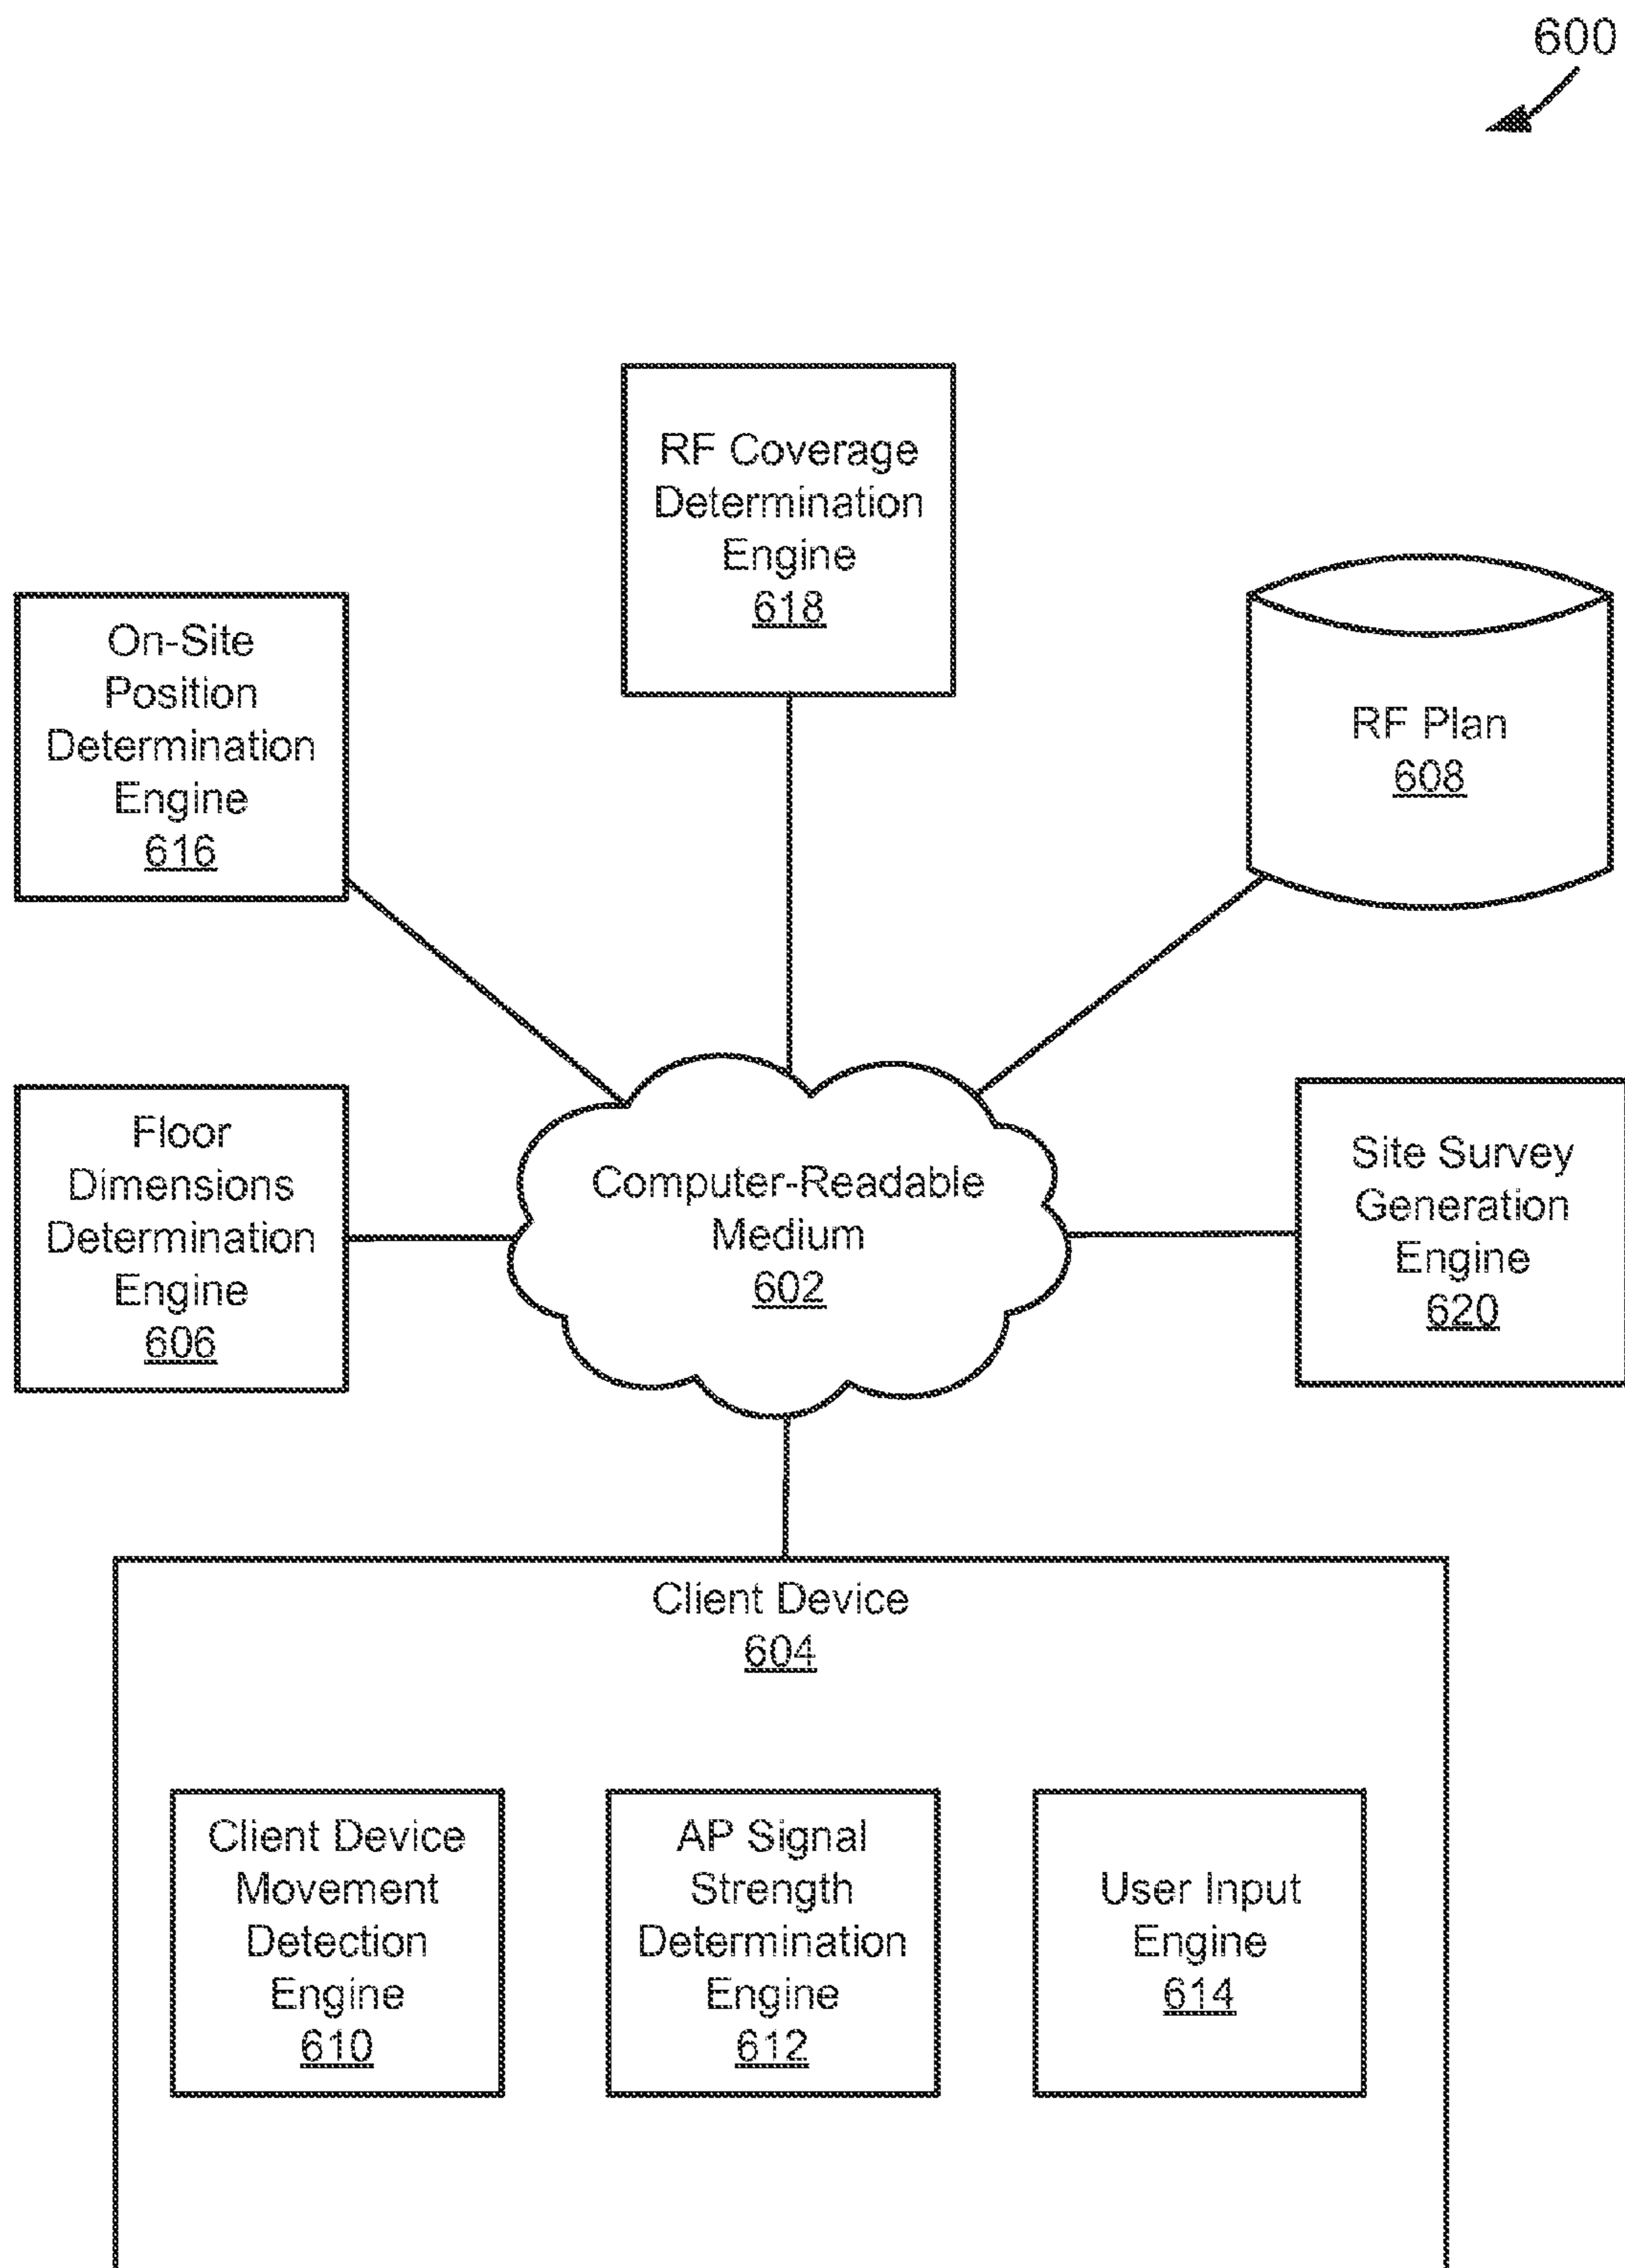 600
RF Coverage
Determination
Engine
618
On-Site
Position
Determination
Engine
616
RF Plan
608
Floor
Dimensions
Determination
Engine
606
Computer-Readable
Medium
602
Site Survey
Generation
Engine
620
Client Device
604
Client Device
Movement
Detection
Engine
610
AP Signal
Strength
Determination
Engine
612
User Input
Engine
614